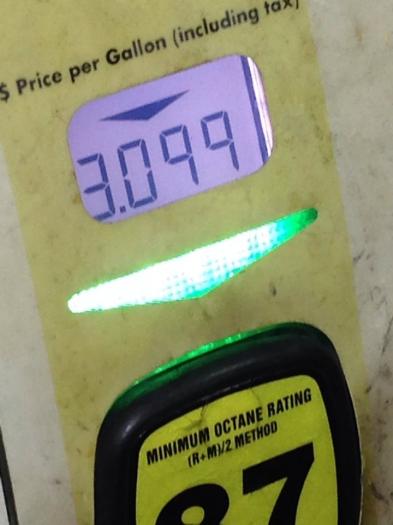 $ Price per Gallon (including tax)
3.099
MINIMUM OCTANE RATING
(R+M)/2 METHOD
87